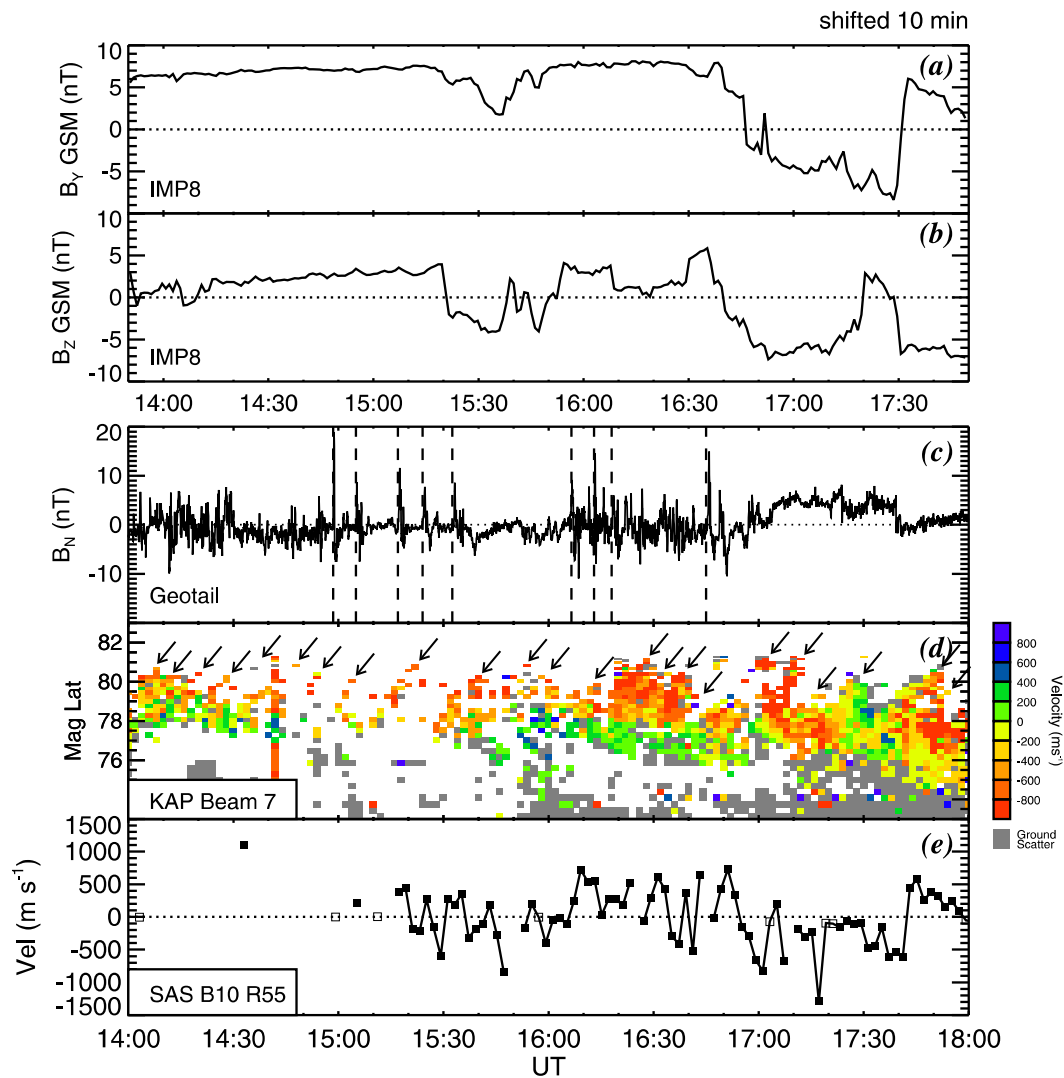 shifted 10 min
10
5
0
-5
B_Y GSM (nT)
IMP8
(a)
10
5
0
-5
-10
B_Z GSM (nT)
IMP8
(b)
14:00 14:30 15:00 15:30 16:00 16:30 17:00 17:30
20
10
0
-10
B_N (nT)
Geotail
(c)
82
80
78
76
Mag Lat
KAP Beam 7
(d)
800
600
400
200
0
-200
-400
-600
-800
Velocity (ms⁻¹)
Ground
Scatter
1500
1000
500
0
-500
-1000
-1500
Vel (m s⁻¹)
SAS B10 R55
(e)
14:00 15:00 15:30 16:00 16:30 17:00 17:30 18:00
UT